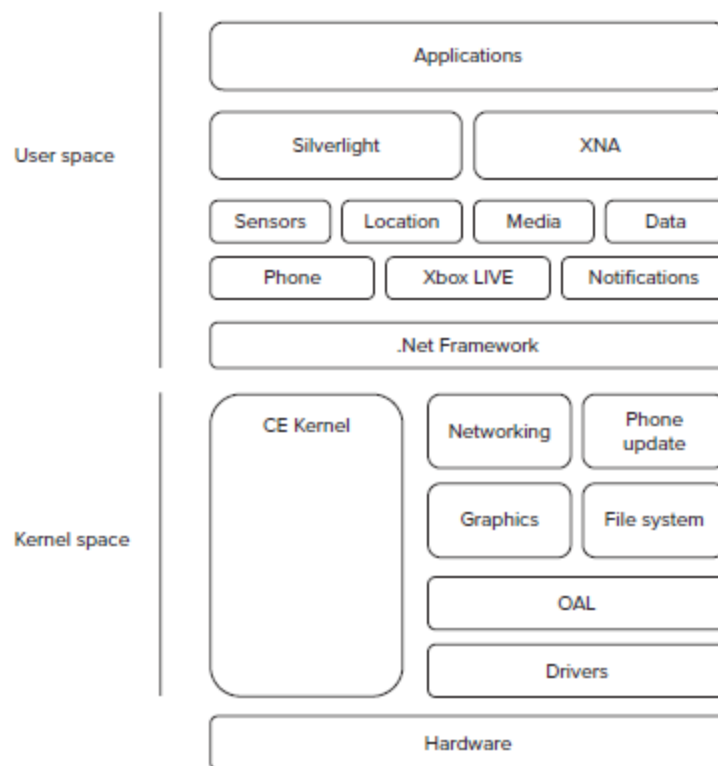 Applications
User space
Silverlight
XNA
Sensors
Location
Media
Data
Phone
Xbox LIVE
Notifications
.Net Framework
CE Kernel
Networking
Phone
update
Kernel space
Graphics
File system
OAL
Drivers
Hardware